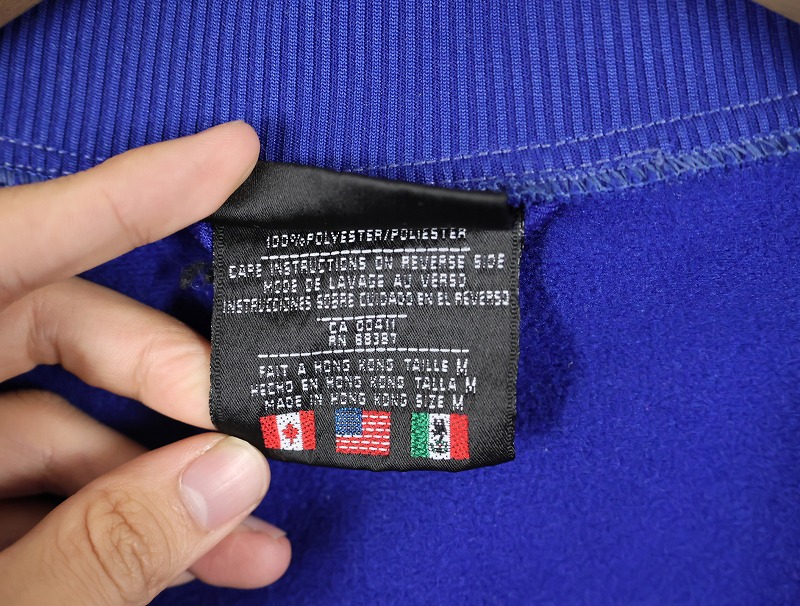 100% POLYESTER/POLIESTER
CARE INSTRUCTIONS ON REVERSE SIDE
MODE DE LAVAGE AU VERSO
INSTRUCCIONES SOBRE CUIDADO EN EL REVERSO
CA 00411
RN 88387
FAIT A HONG KONG TAILLE M
HECHO EN HONG KONG TALLA M
MADE IN HONG KONG SIZE M